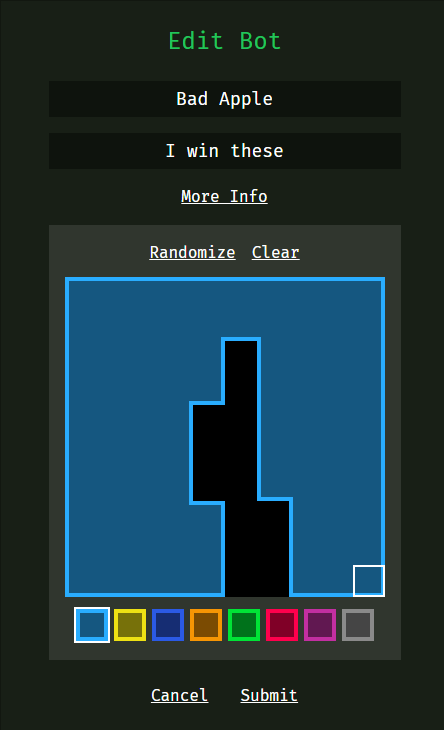 Edit Bot
Bad Apple
I win these
More Info
Randomize Clear
Cancel Submit